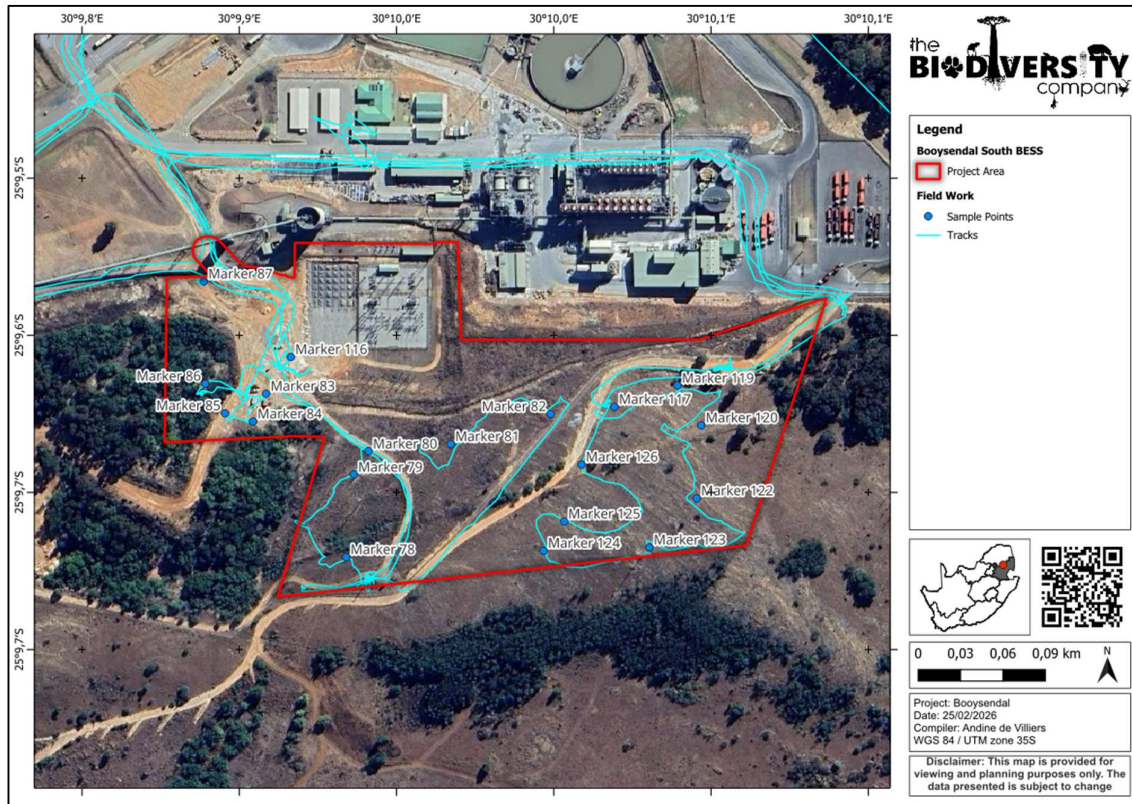 30°9,8'E 30°9,9'E 30°10,0'E 30°10,0'E 30°10,1'E 30°10,1'E
25°9,5'S
25°9,6'S
25°9,7'S
25°9,7'S
Marker 87
Marker 116
Marker 86
Marker 83
Marker 85
Marker 84
Marker 119
Marker 117
Marker 82
Marker 120
Marker 81
Marker 80
Marker 126
Marker 79
Marker 122
Marker 125
Marker 78
Marker 124
Marker 123
the
BIODIVERSITY
company
Legend
Booysendal South BESS
Project Area
Field Work
Sample Points
Tracks
0 0,03 0,06 0,09 km
N
Project: Booysendal
Date: 25/02/2026
Compiler: Andine de Villiers
WGS 84 / UTM zone 35S
Disclaimer: This map is provided for
viewing and planning purposes only. The
data presented is subject to change